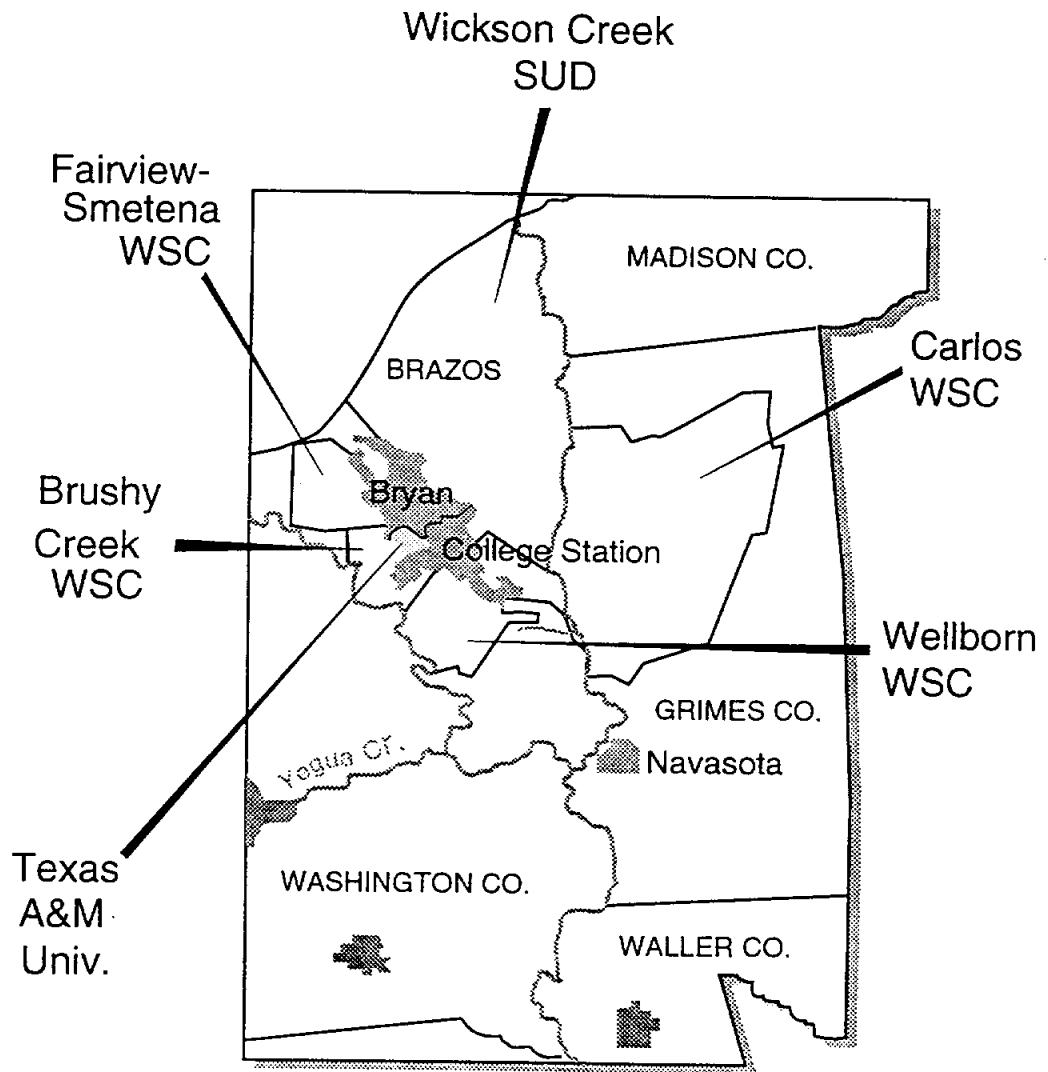 Wickson Creek
SUD
Fairview-
Smetena
WSC
MADISON CO.
Carlos
WSC
BRAZOS
Brushy
Creek
WSC
Bryan
College Station
Wellborn
WSC
GRIMES CO.
Navasota
Yogua Cr.
Texas
A&M
Univ.
WASHINGTON CO.
WALLER CO.